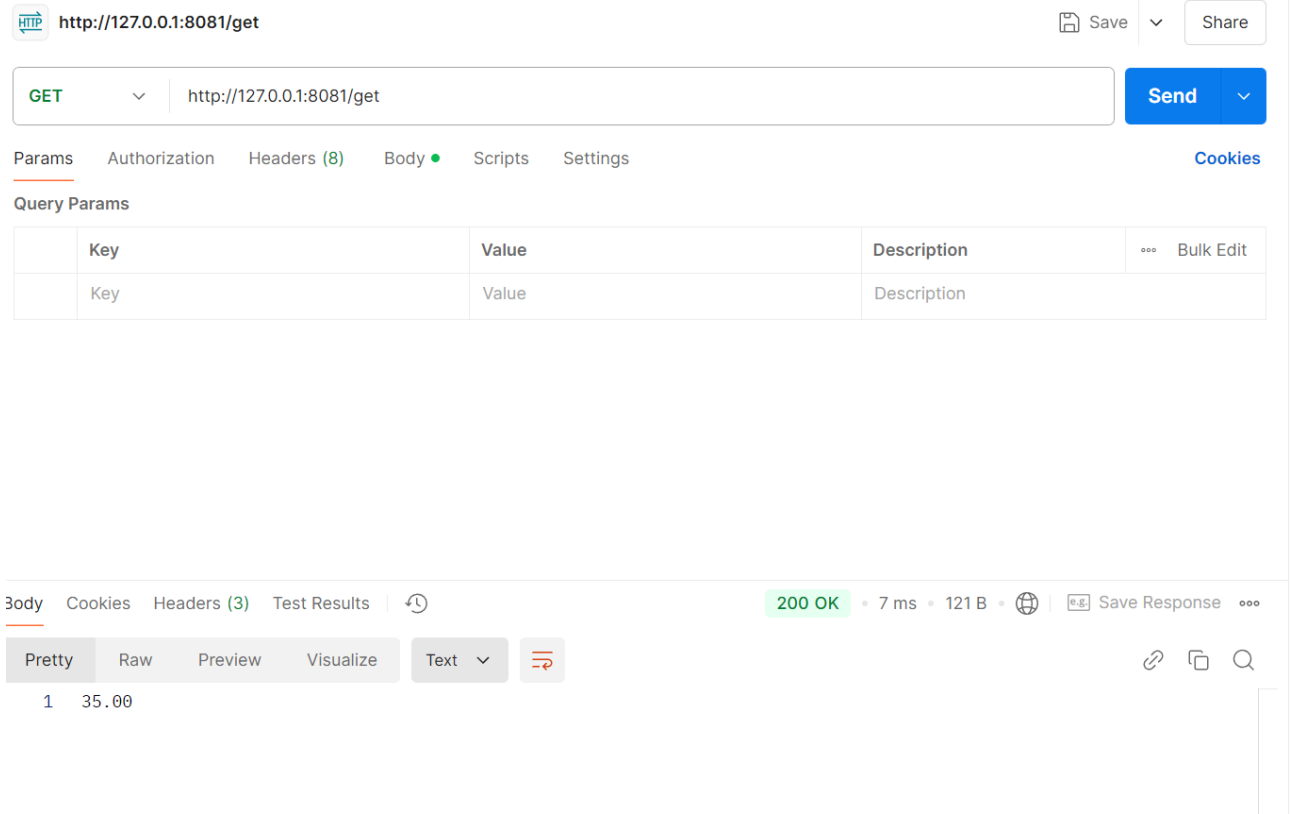 HTTP http://127.0.0.1:8081/get Save Share
GET http://127.0.0.1:8081/get Send
Params Authorization Headers (8) Body Scripts Settings Cookies
Query Params
Key Value Description Bulk Edit
Key Value Description
Body Cookies Headers (3) Test Results 200 OK 7 ms 121 B e.g. Save Response
Pretty Raw Preview Visualize Text
1 35.00